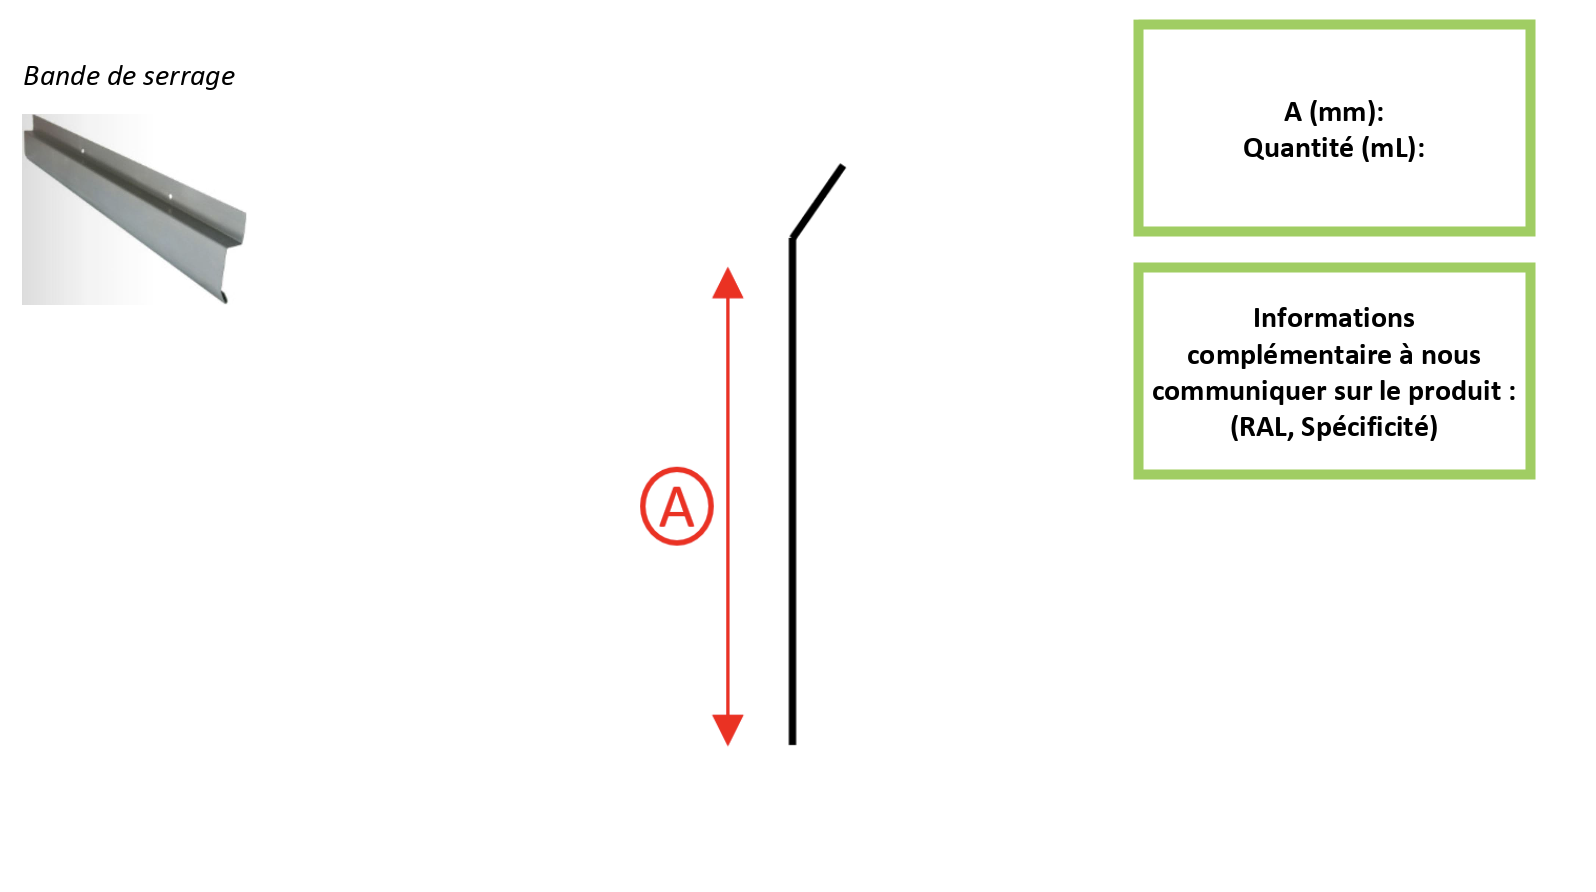 Bande de serrage
A (mm):
Quantité (mL):
Informations
complémentaire à nous
communiquer sur le produit :
(RAL, Spécificité)
A